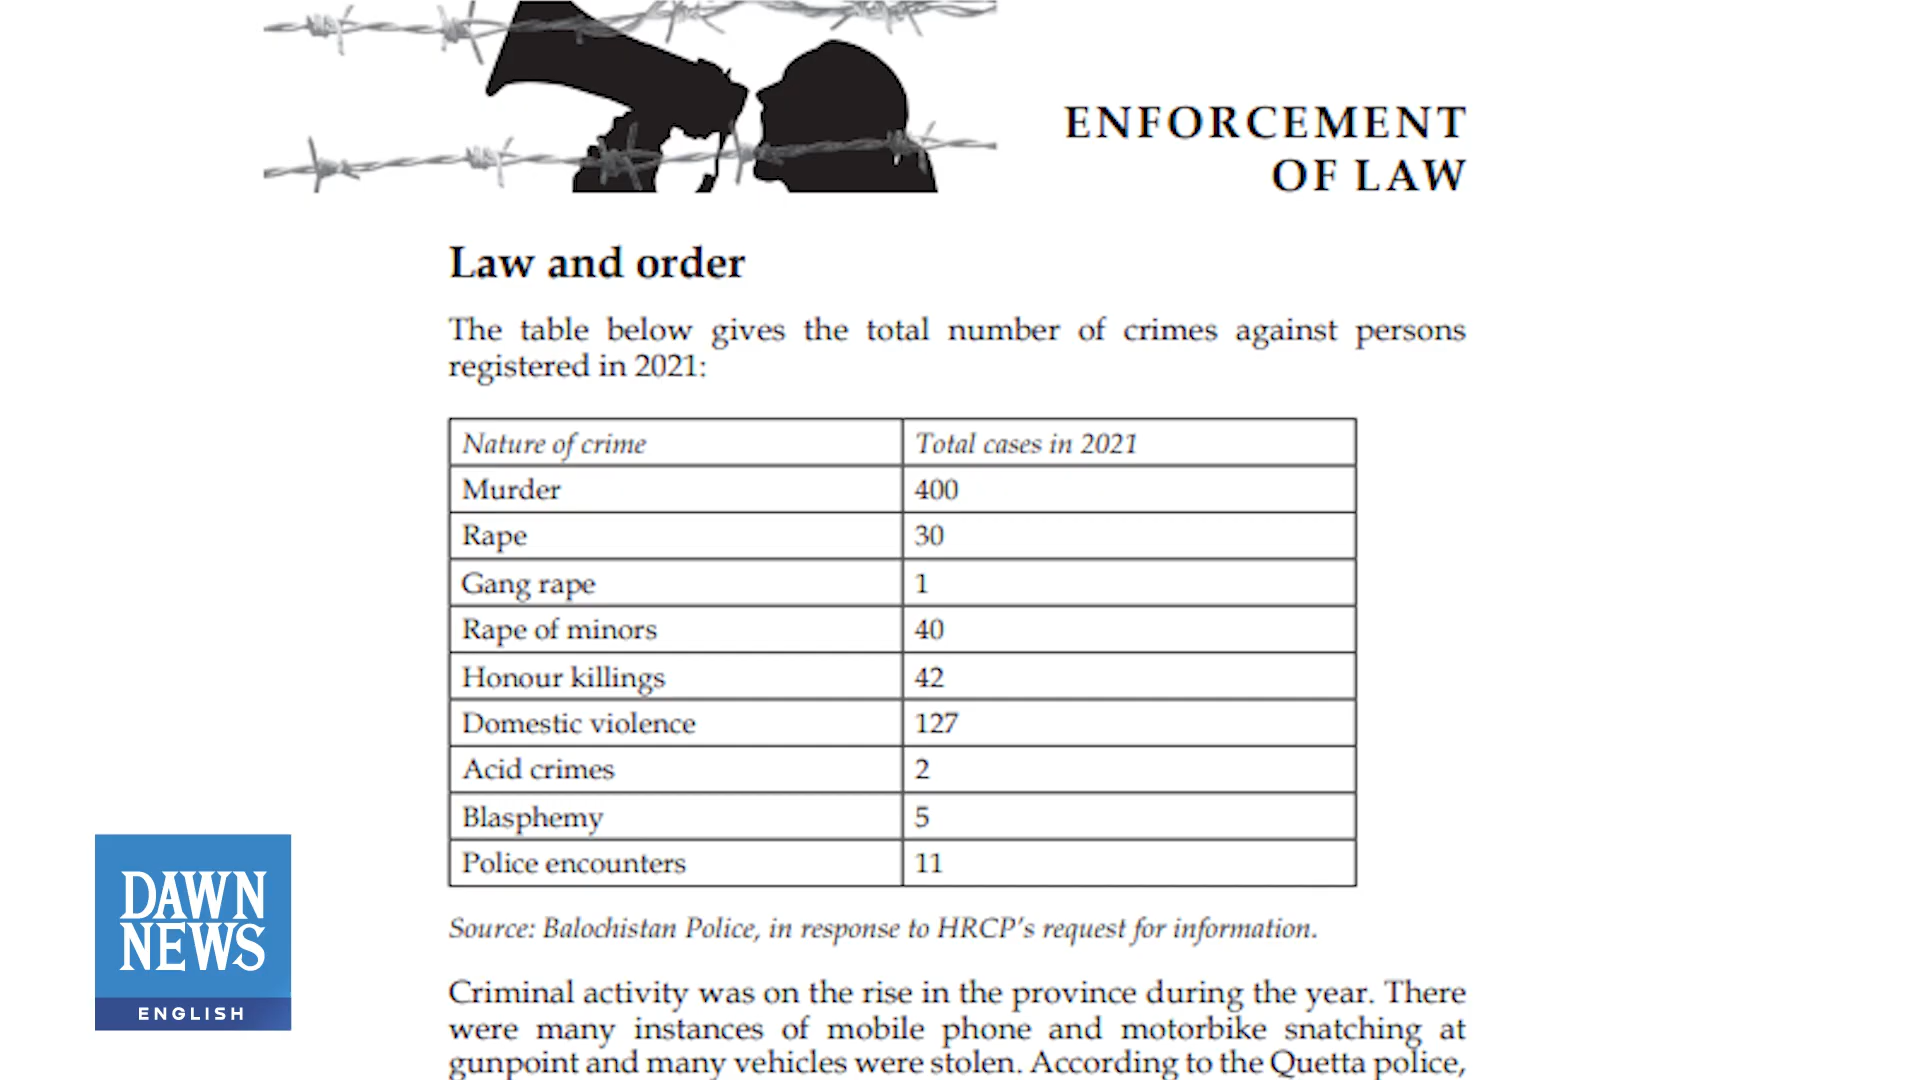 ENFORCEMENT
OF LAW
Law and order
The table below gives the total number of crimes against persons
registered in 2021:
Nature of crime Total cases in 2021
Murder 400
Rape 30
Gang rape 1
Rape of minors 40
Honour killings 42
Domestic violence 127
Acid crimes 2
Blasphemy 5
Police encounters 11
Source: Balochistan Police, in response to HRCP's request for information.
Criminal activity was on the rise in the province during the year. There
were many instances of mobile phone and motorbike snatching at
gunpoint and many vehicles were stolen. According to the Quetta police,
DAWN
NEWS
ENGLISH